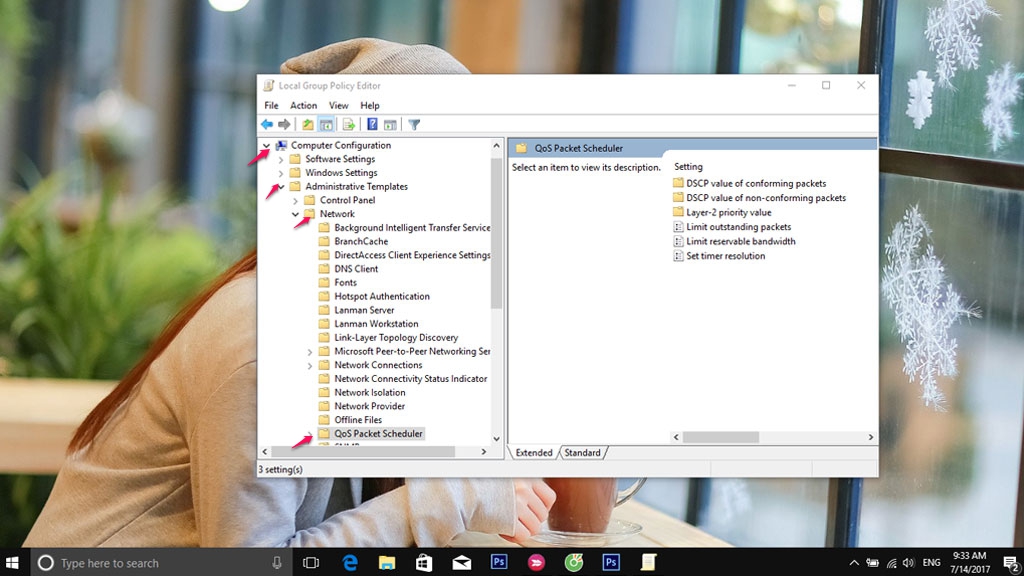 Local Group Policy Editor
File Action View Help
Computer Configuration
Software Settings
Windows Settings
Administrative Templates
Control Panel
Network
Background Intelligent Transfer Service
BranchCache
DirectAccess Client Experience Settings
DNS Client
Fonts
Hotspot Authentication
Lanman Server
Lanman Workstation
Link-Layer Topology Discovery
Microsoft Peer-to-Peer Networking Ser
Network Connections
Network Connectivity Status Indicator
Network Isolation
Network Provider
Offline Files
QoS Packet Scheduler
QoS Packet Scheduler
Select an item to view its description.
Setting
DSCP value of conforming packets
DSCP value of non-conforming packets
Layer-2 priority value
Limit outstanding packets
Limit reservable bandwidth
Set timer resolution
Extended Standard
3 setting(s)
Type here to search
Ps
Ps
ENG
9:33 AM
7/14/2017
2